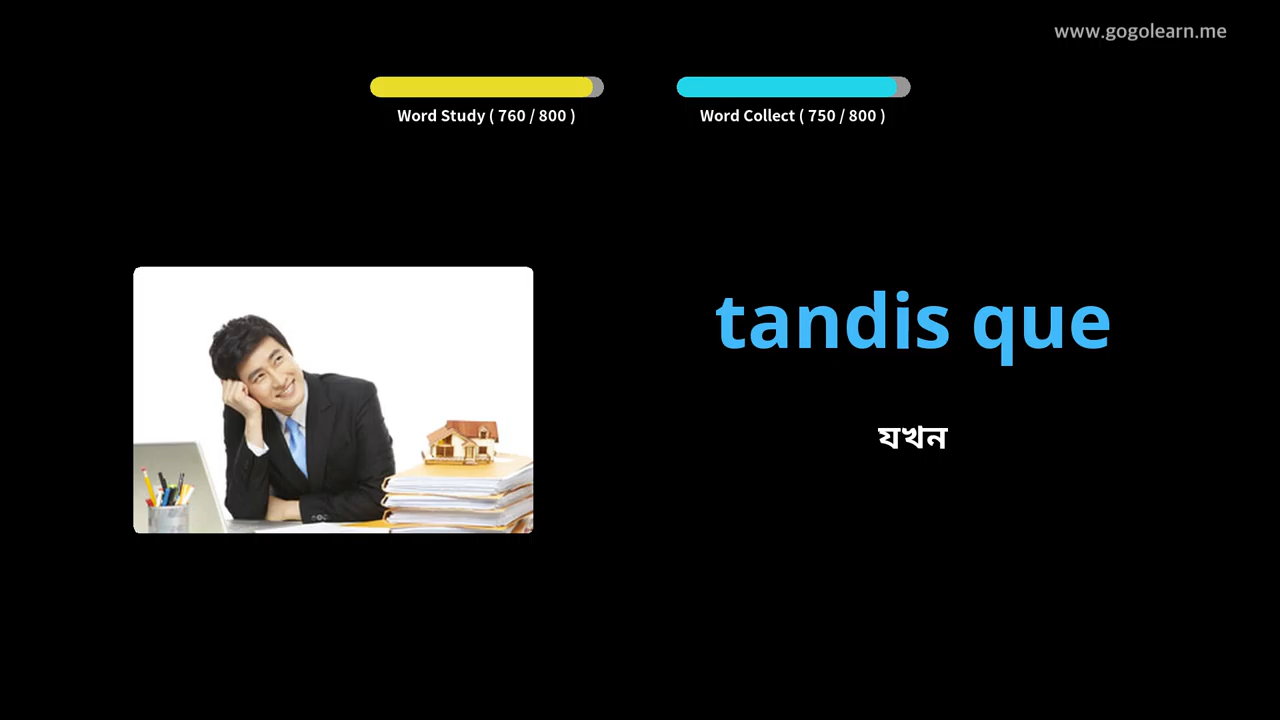 www.gogolearn.me
Word Study ( 760 / 800 )
Word Collect ( 750 / 800 )
tandis que
যখন